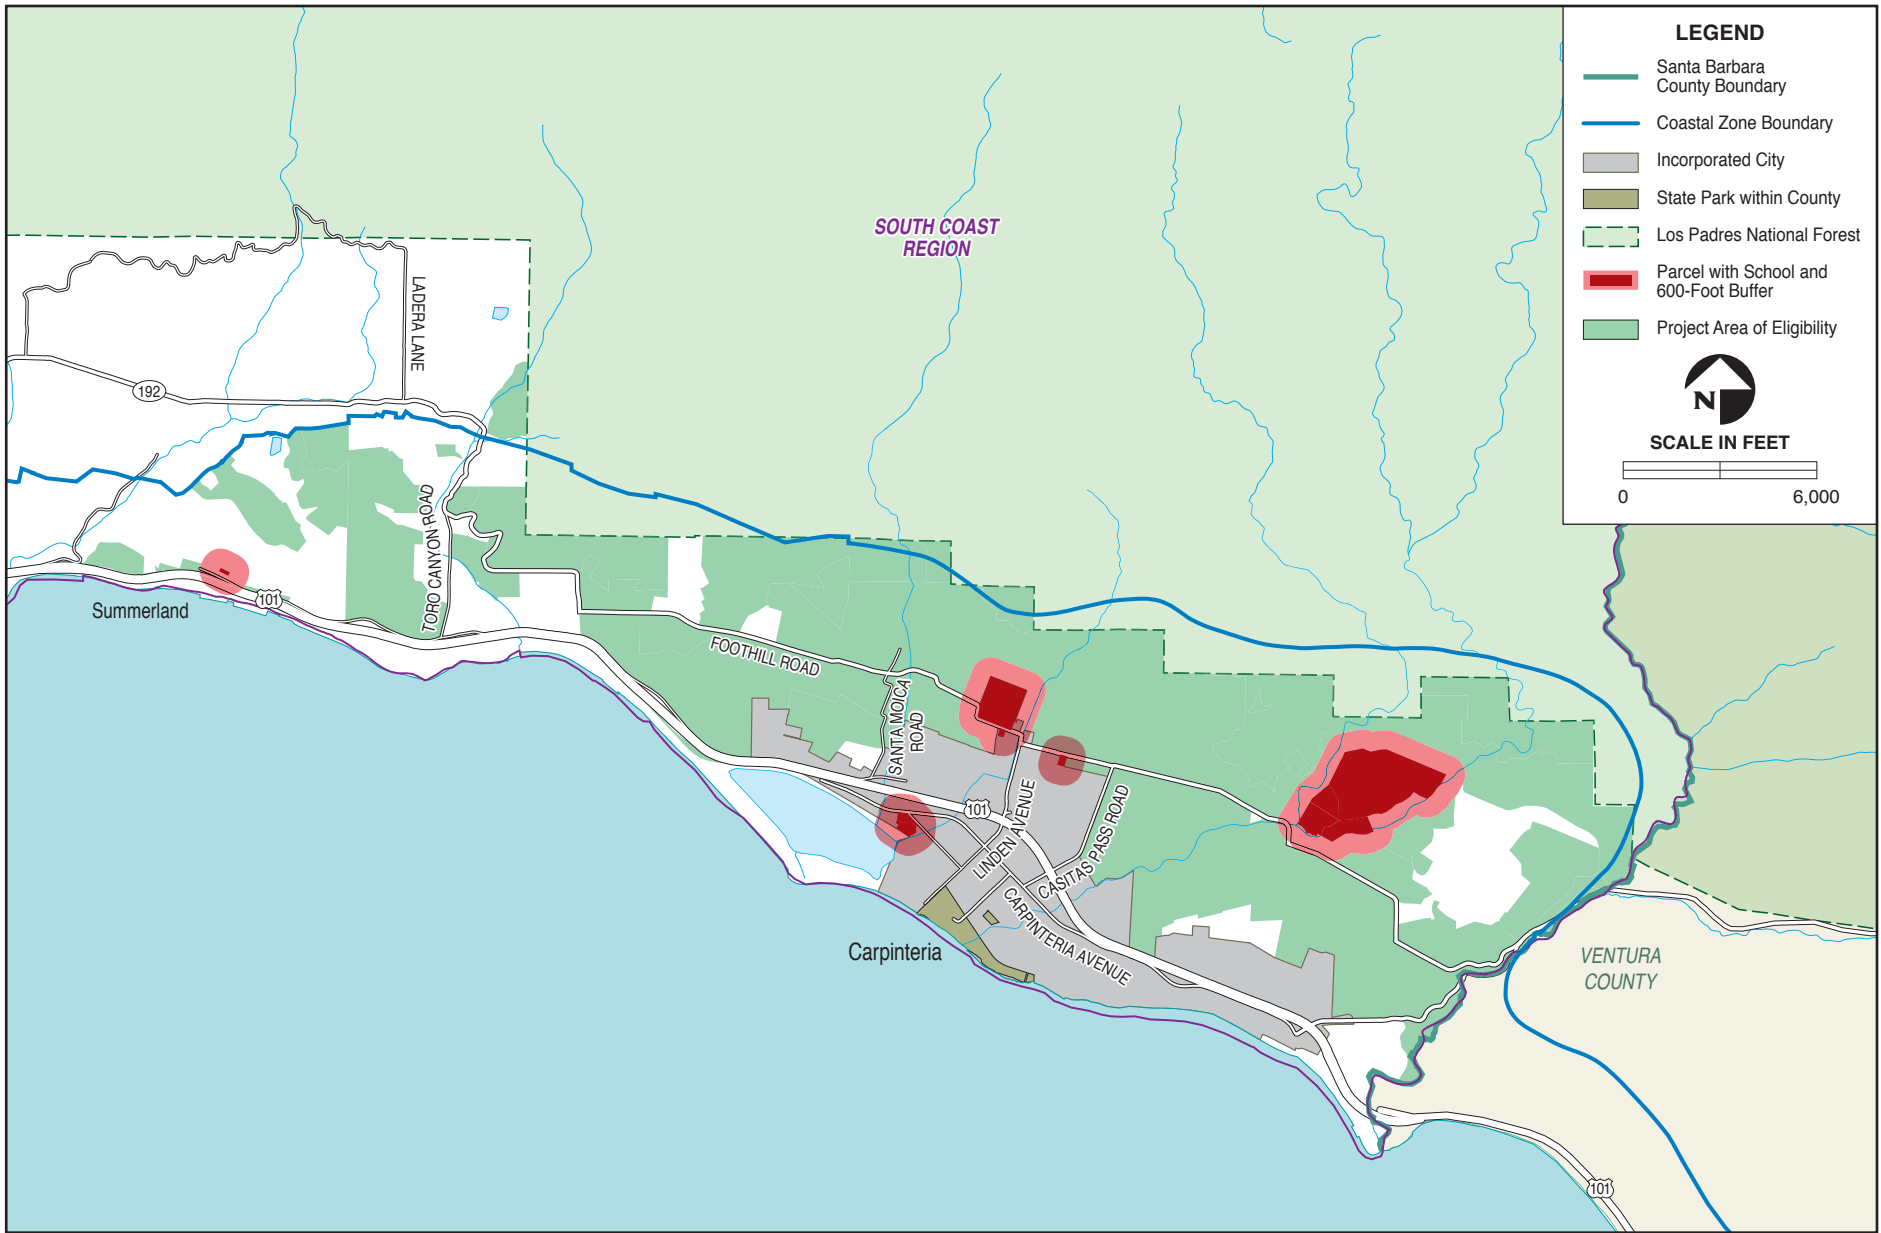 LEGEND
Santa Barbara
County Boundary
Coastal Zone Boundary
Incorporated City
State Park within County
Los Padres National Forest
Parcel with School and
600-Foot Buffer
Project Area of Eligibility
N
SCALE IN FEET
0 6,000
SOUTH COAST
REGION
LADERA LANE
192
TORO CANYON ROAD
Summerland
101
FOOTHILL ROAD
SANTA MOICA
ROAD
101
LINDEN AVENUE
CASITAS PASS ROAD
CARPINTERIA AVENUE
Carpinteria
VENTURA
COUNTY
101